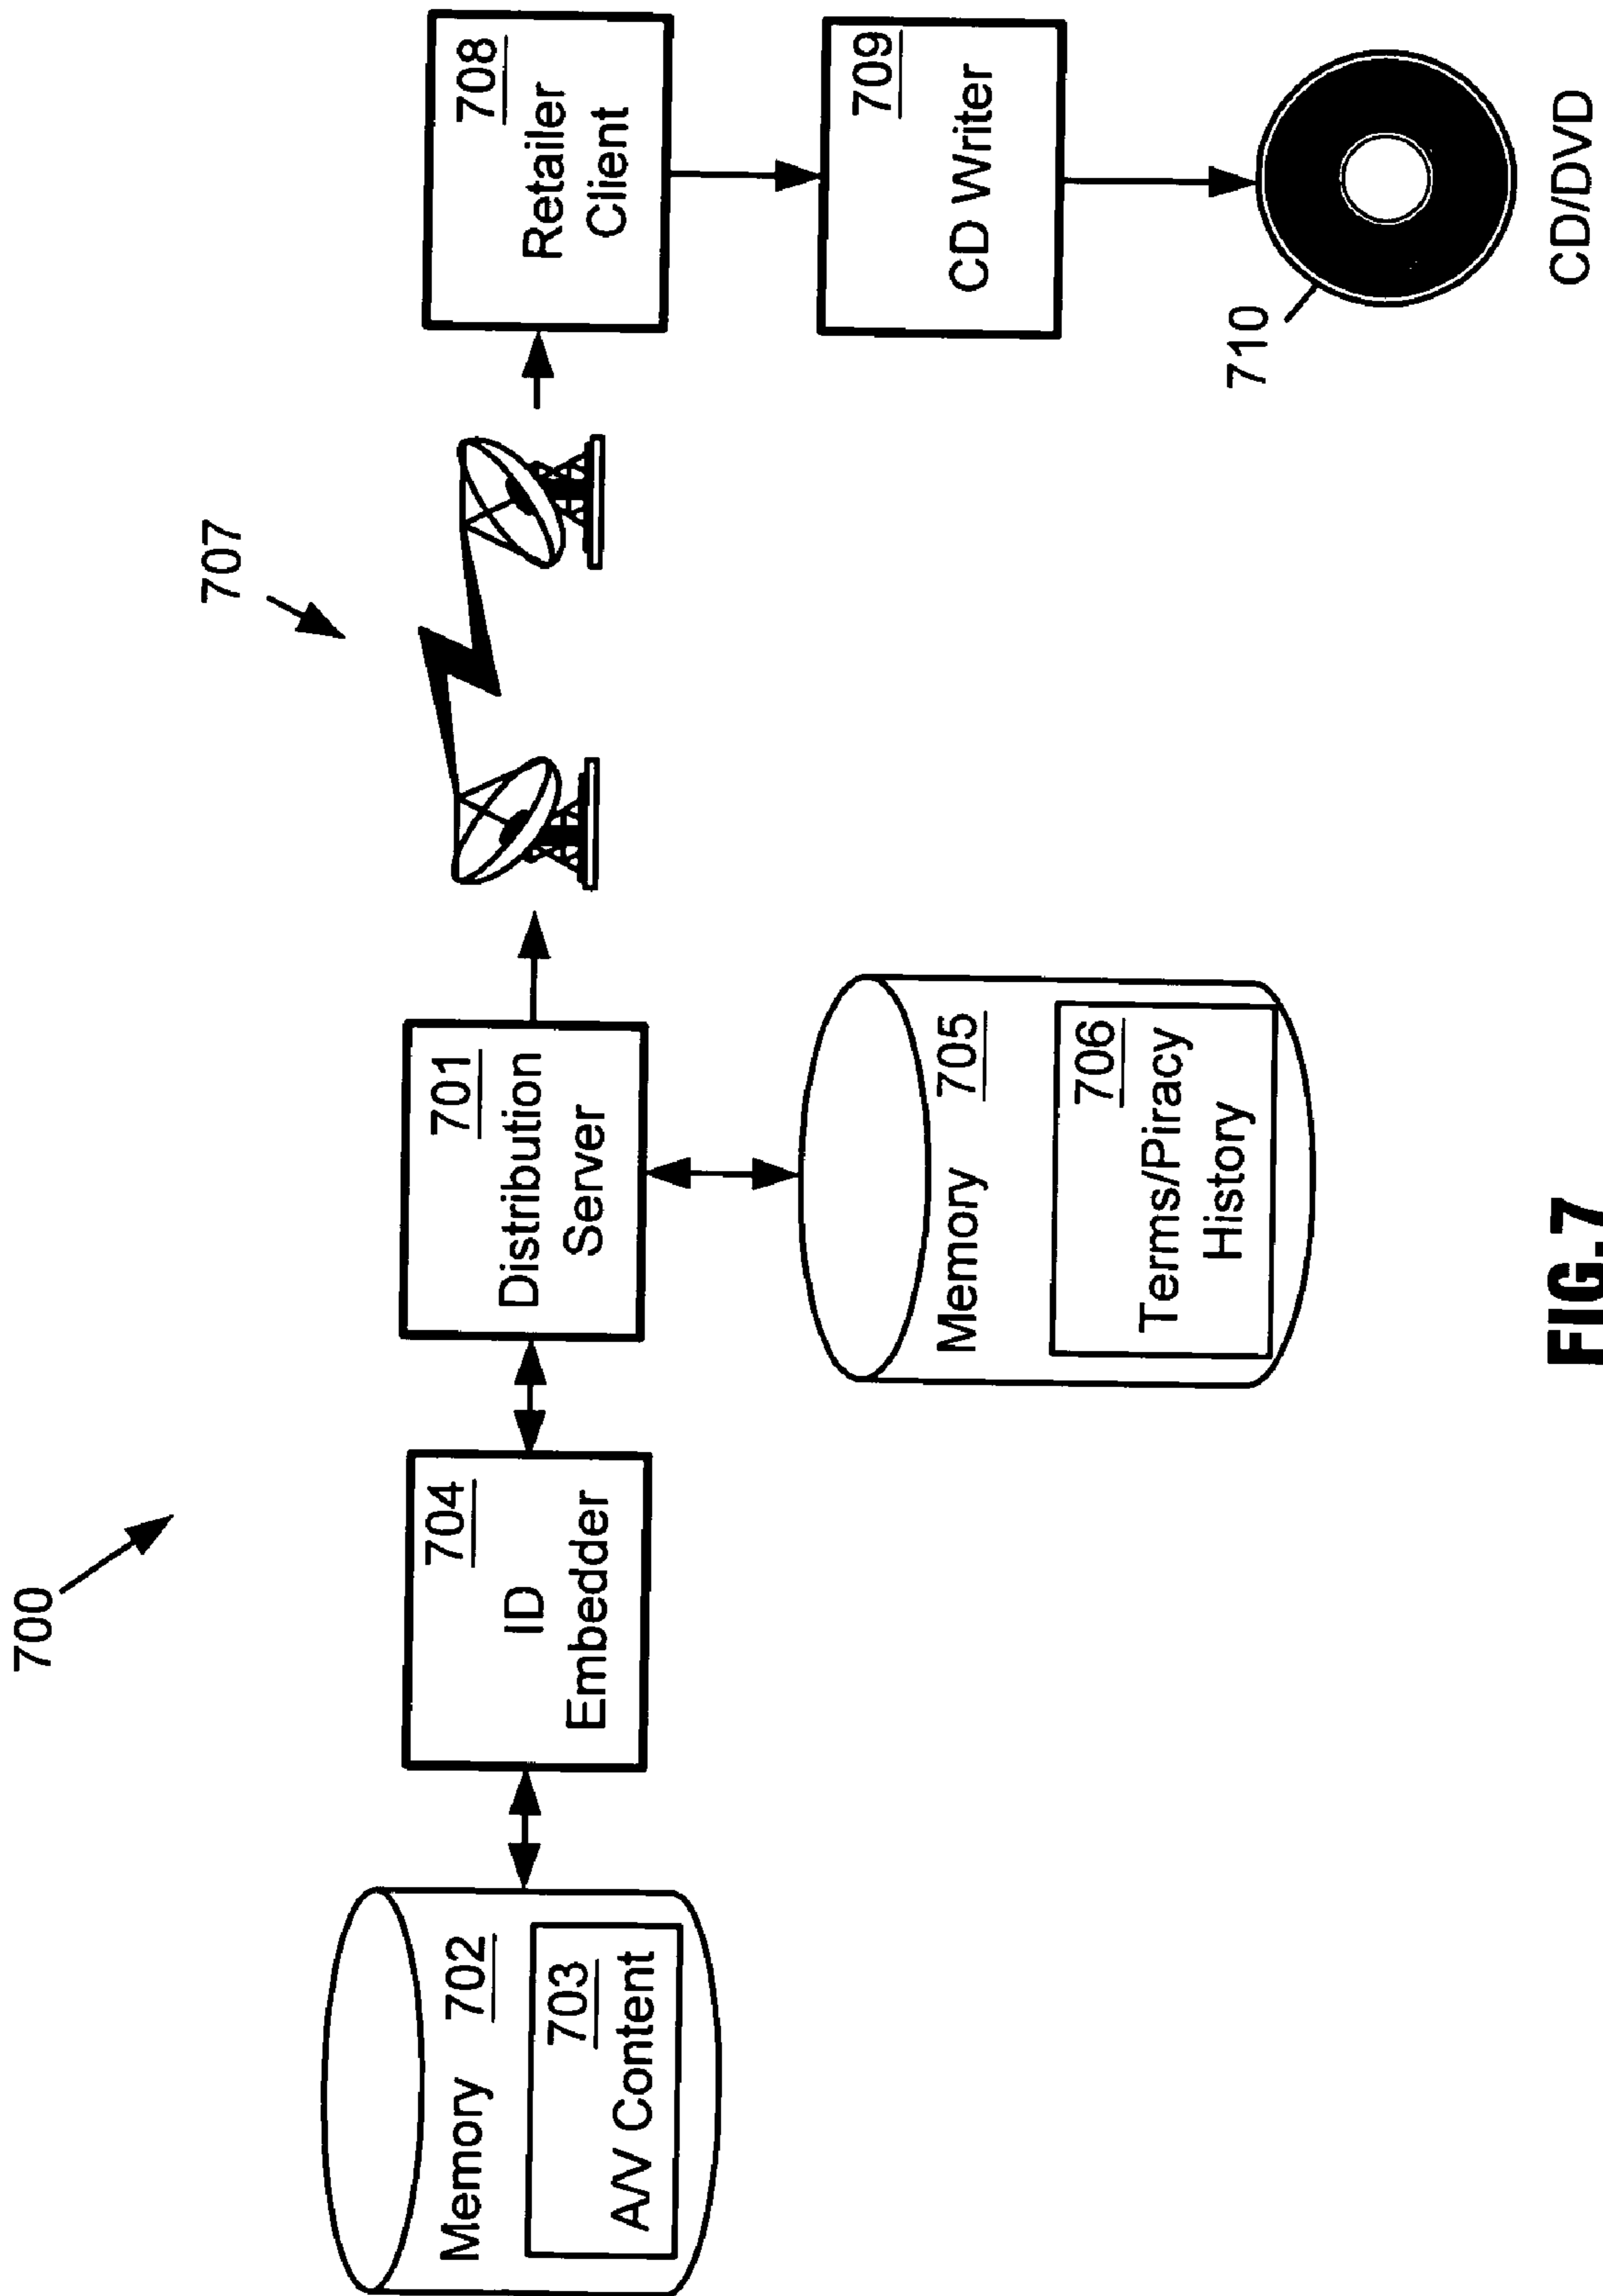 700
707
Memory 702
703
A/V Content
704
ID
Embedder
701
Distribution
Server
Memory 705
706
Terms/Piracy
History
708
Retailer
Client
709
CD Writer
710
CD/DVD
FIG.7